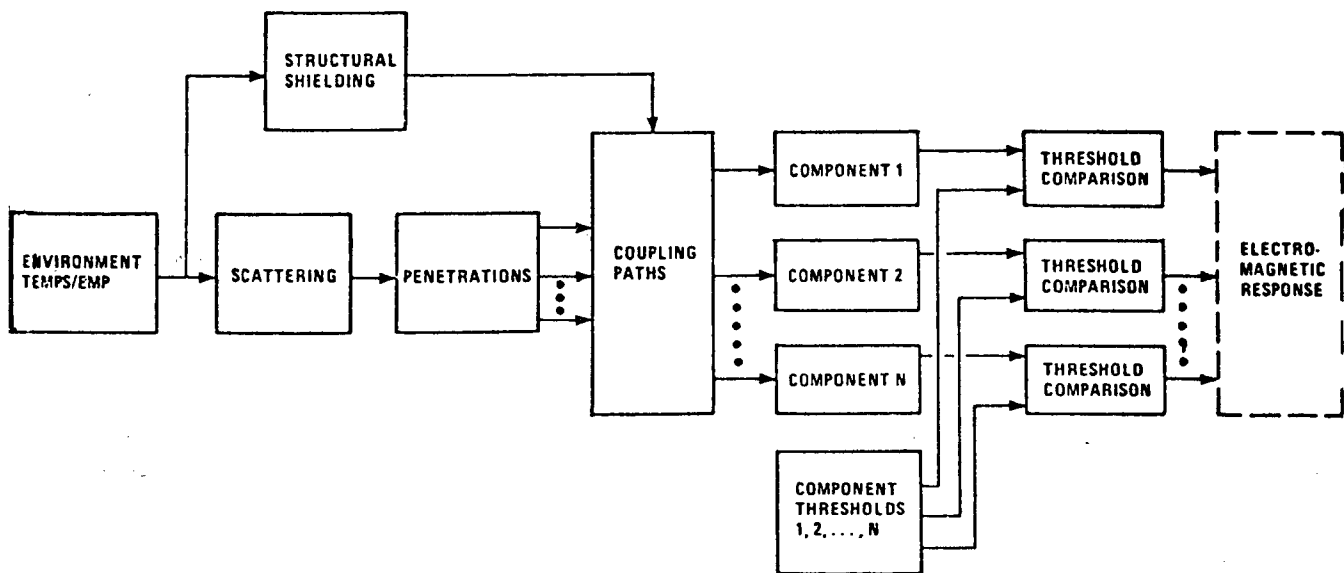 STRUCTURAL
SHIELDING
ENVIRONMENT
TEMPS/EMP
SCATTERING
PENETRATIONS
COUPLING
PATHS
COMPONENT 1
COMPONENT 2
COMPONENT N
COMPONENT
THRESHOLDS
1, 2, . . . , N
THRESHOLD
COMPARISON
THRESHOLD
COMPARISON
THRESHOLD
COMPARISON
ELECTRO-
MAGNETIC
RESPONSE